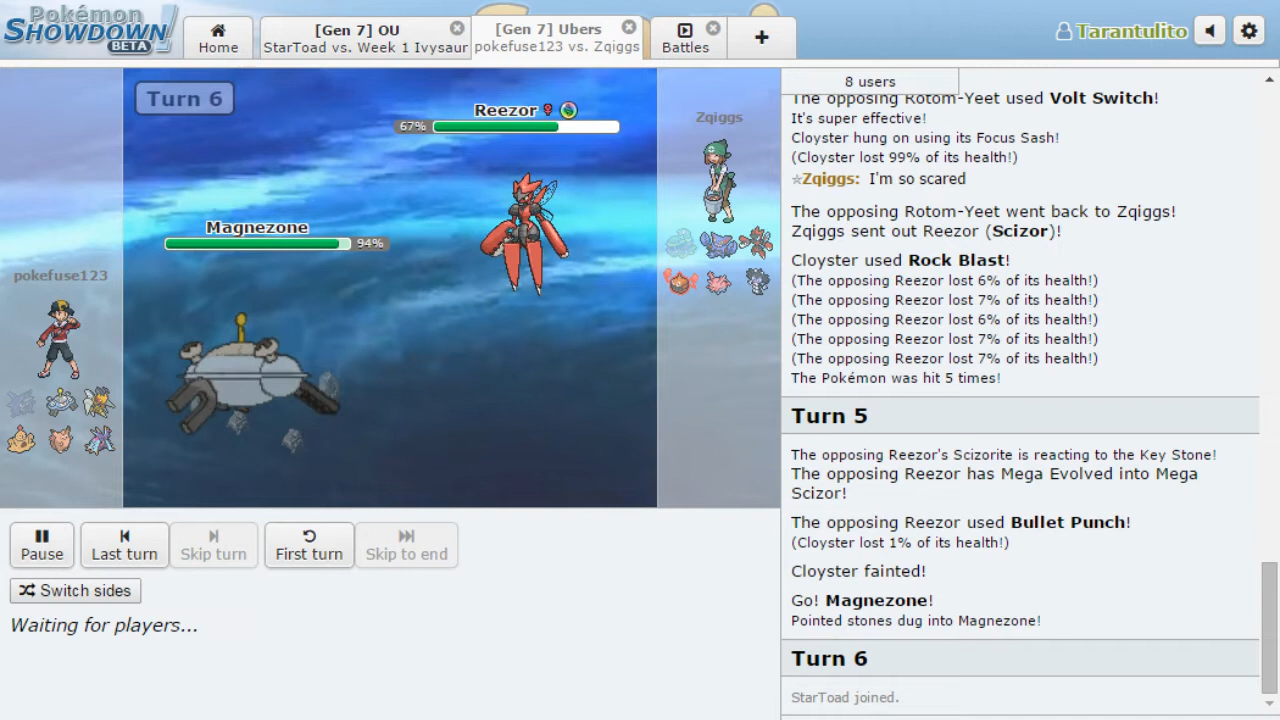 Pokémon
SHOWDOWN!
BETA
Home
[Gen 7] OU
StarToad vs. Week 1 Ivysaur
[Gen 7] Ubers
pokefuse123 vs. Zqiggs
Battles
+
Tarantulito
Turn 6
Reezor
67%
Magnezone
94%
pokefuse123
Zqiggs
Pause
Last turn
Skip turn
First turn
Skip to end
Switch sides
Waiting for players...
8 users
The opposing Rotom-Yeet used Volt Switch!
It's super effective!
Cloyster hung on using its Focus Sash!
(Cloyster lost 99% of its health!)
☆Zqiggs: I'm so scared
The opposing Rotom-Yeet went back to Zqiggs!
Zqiggs sent out Reezor (Scizor)!
Cloyster used Rock Blast!
(The opposing Reezor lost 6% of its health!)
(The opposing Reezor lost 7% of its health!)
(The opposing Reezor lost 6% of its health!)
(The opposing Reezor lost 7% of its health!)
(The opposing Reezor lost 7% of its health!)
The Pokémon was hit 5 times!
Turn 5
The opposing Reezor's Scizorite is reacting to the Key Stone!
The opposing Reezor has Mega Evolved into Mega
Scizor!
The opposing Reezor used Bullet Punch!
(Cloyster lost 1% of its health!)
Cloyster fainted!
Go! Magnezone!
Pointed stones dug into Magnezone!
Turn 6
StarToad joined.